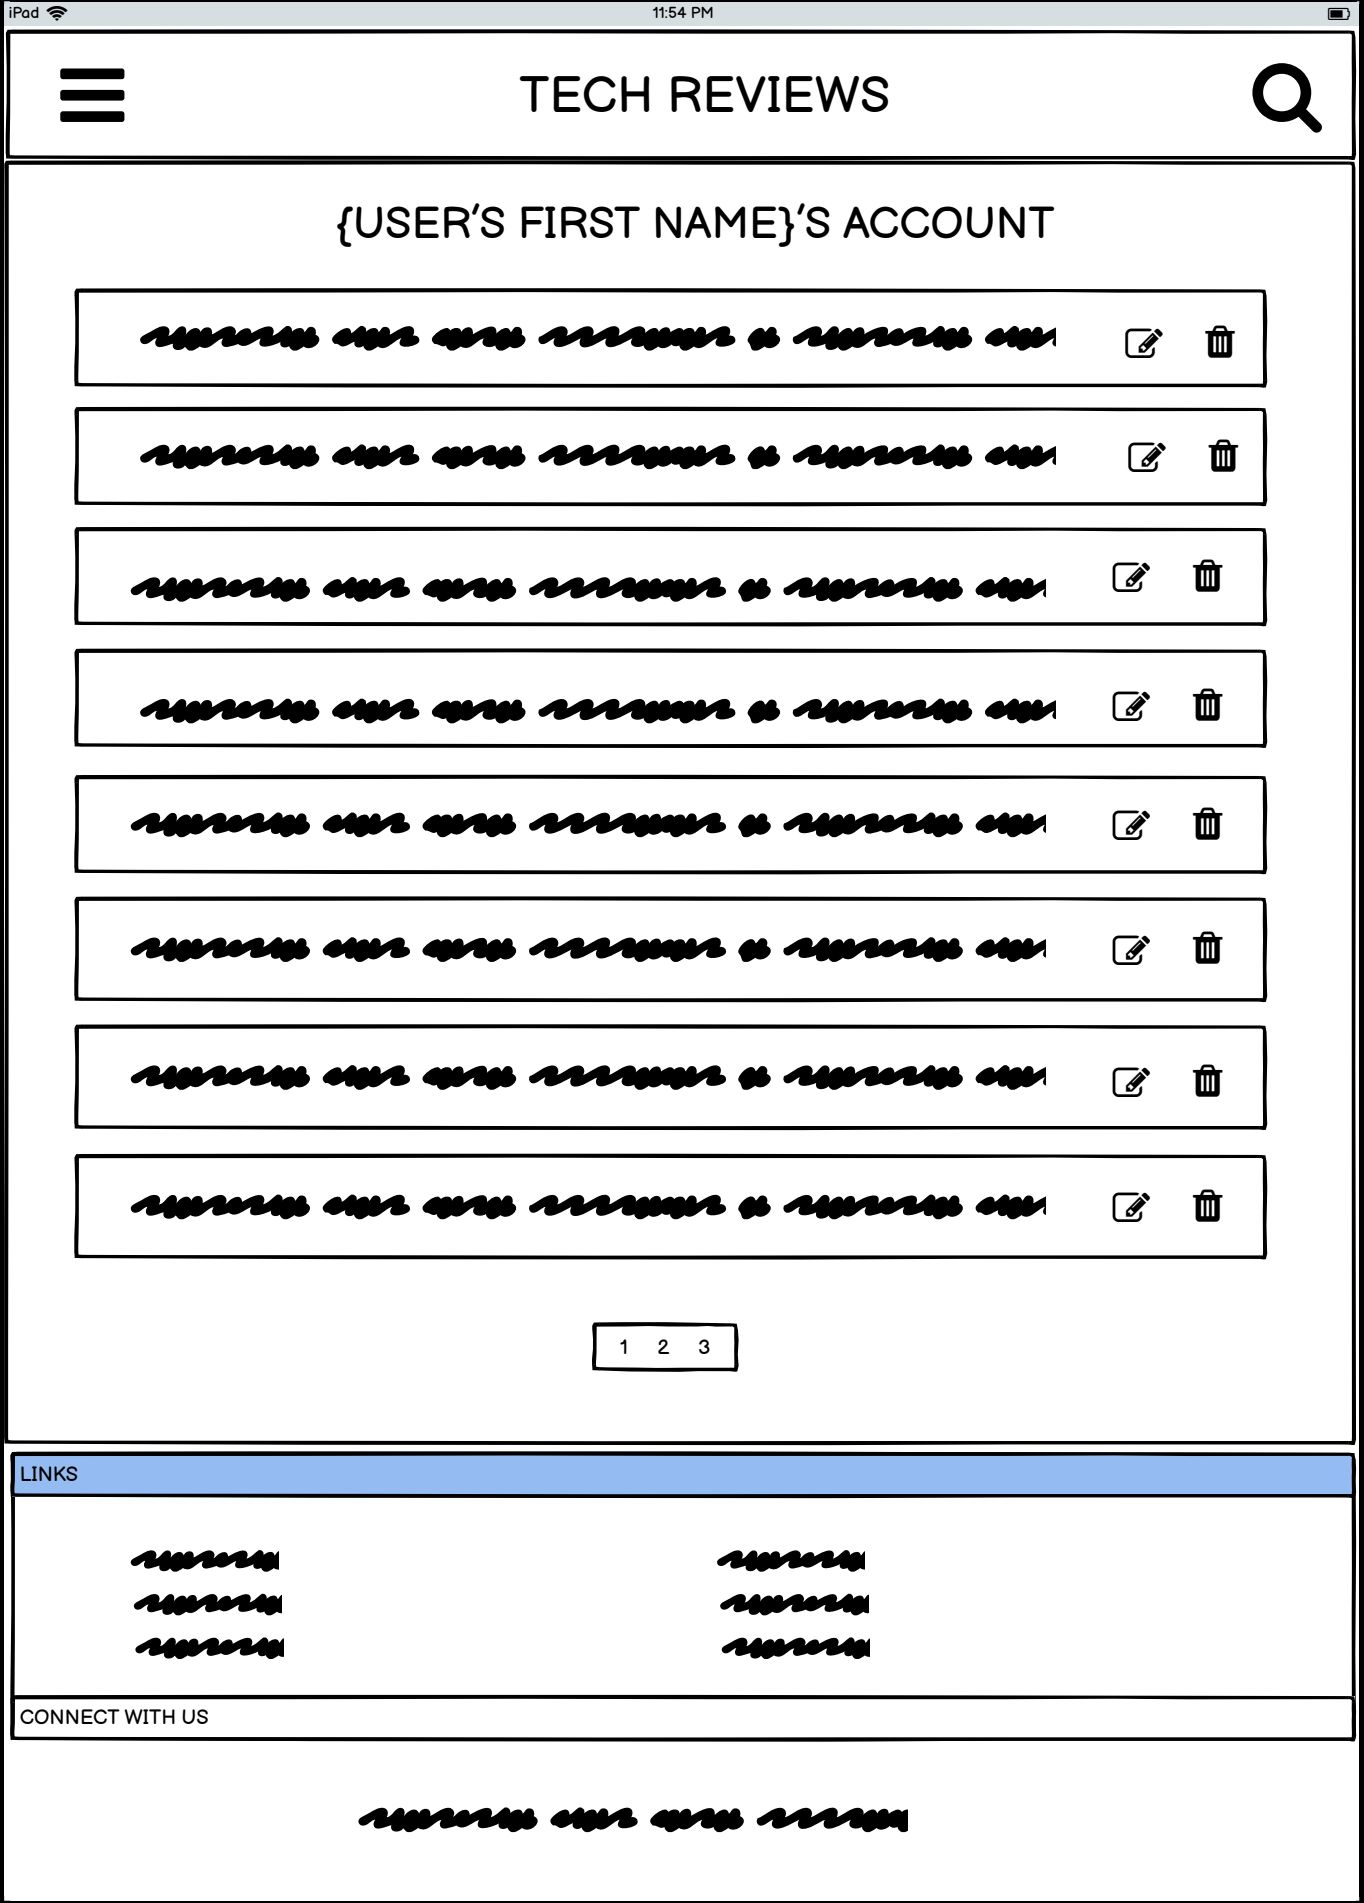 iPad 11:54 PM
TECH REVIEWS
{USER'S FIRST NAME}'S ACCOUNT
1 2 3
LINKS
CONNECT WITH US